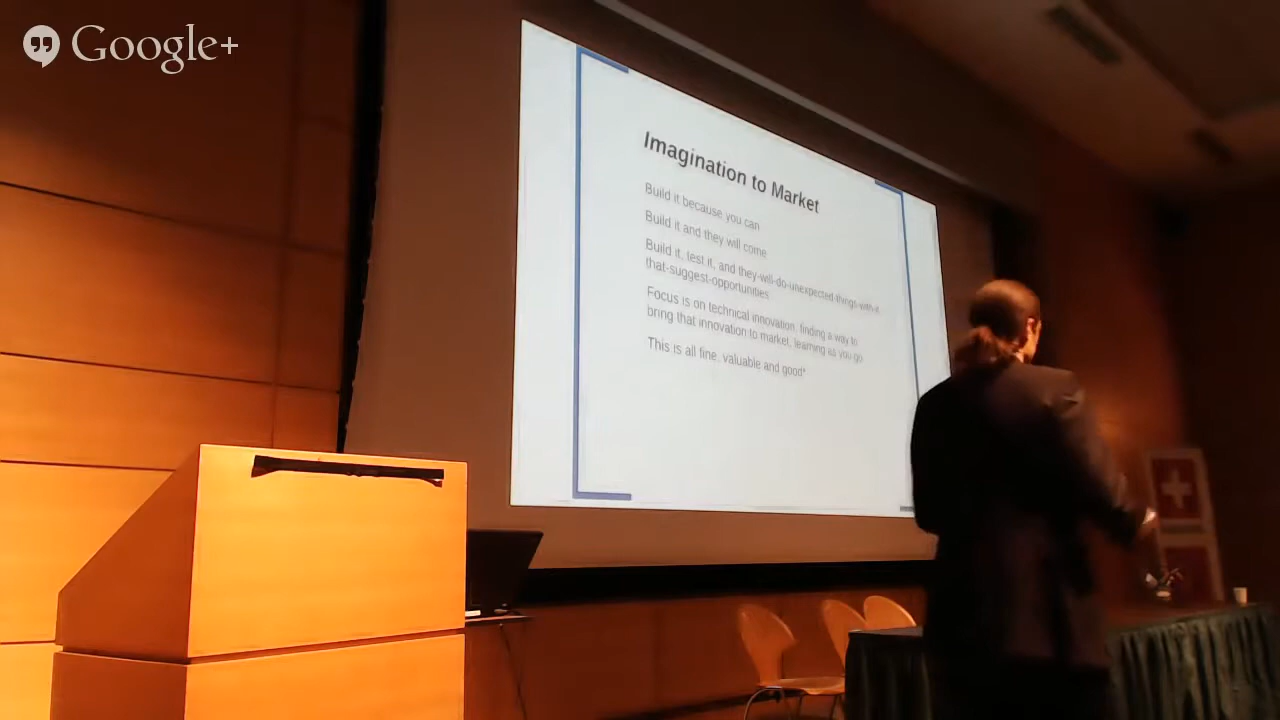 Google+
Imagination to Market
Build it because you can
Build it and they will come
Build it, test it, and they-will-do-unexpected-things-with-it
that-suggest-opportunities
Focus is on technical innovation, finding a way to
bring that innovation to market, learning as you go
This is all fine, valuable and good*